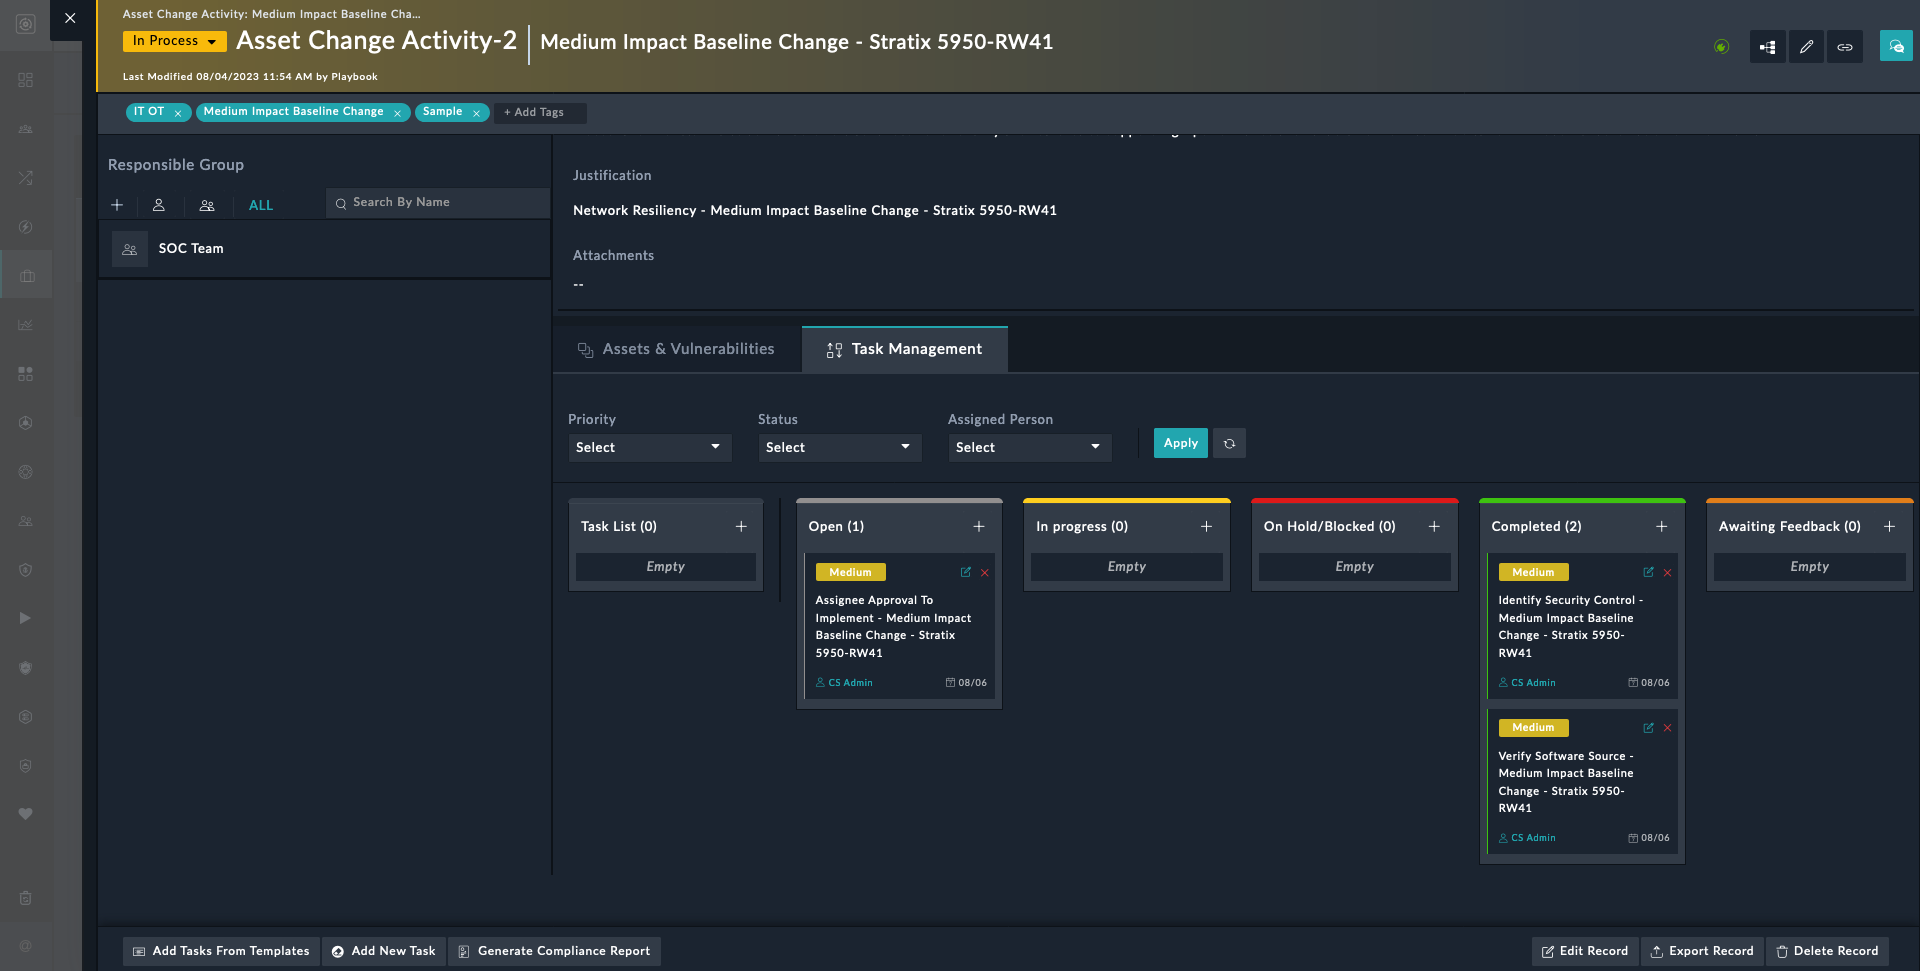 Asset Change Activity: Medium Impact Baseline Cha...
In Process
Asset Change Activity-2
Medium Impact Baseline Change - Stratix 5950-RW41
Last Modified 08/04/2023 11:54 AM by Playbook
IT OT
Medium Impact Baseline Change
Sample
+ Add Tags
Responsible Group
ALL
Search By Name
SOC Team
Justification
Network Resiliency - Medium Impact Baseline Change - Stratix 5950-RW41
Attachments
--
Assets & Vulnerabilities
Task Management
Priority
Select
Status
Select
Assigned Person
Select
Apply
Task List (0)
Empty
Open (1)
Medium
Assignee Approval To
Implement - Medium Impact
Baseline Change - Stratix
5950-RW41
CS Admin
08/06
In progress (0)
Empty
On Hold/Blocked (0)
Empty
Completed (2)
Medium
Identify Security Control -
Medium Impact Baseline
Change - Stratix 5950-
RW41
CS Admin
08/06
Medium
Verify Software Source -
Medium Impact Baseline
Change - Stratix 5950-
RW41
CS Admin
08/06
Awaiting Feedback (0)
Empty
Add Tasks From Templates
Add New Task
Generate Compliance Report
Edit Record
Export Record
Delete Record